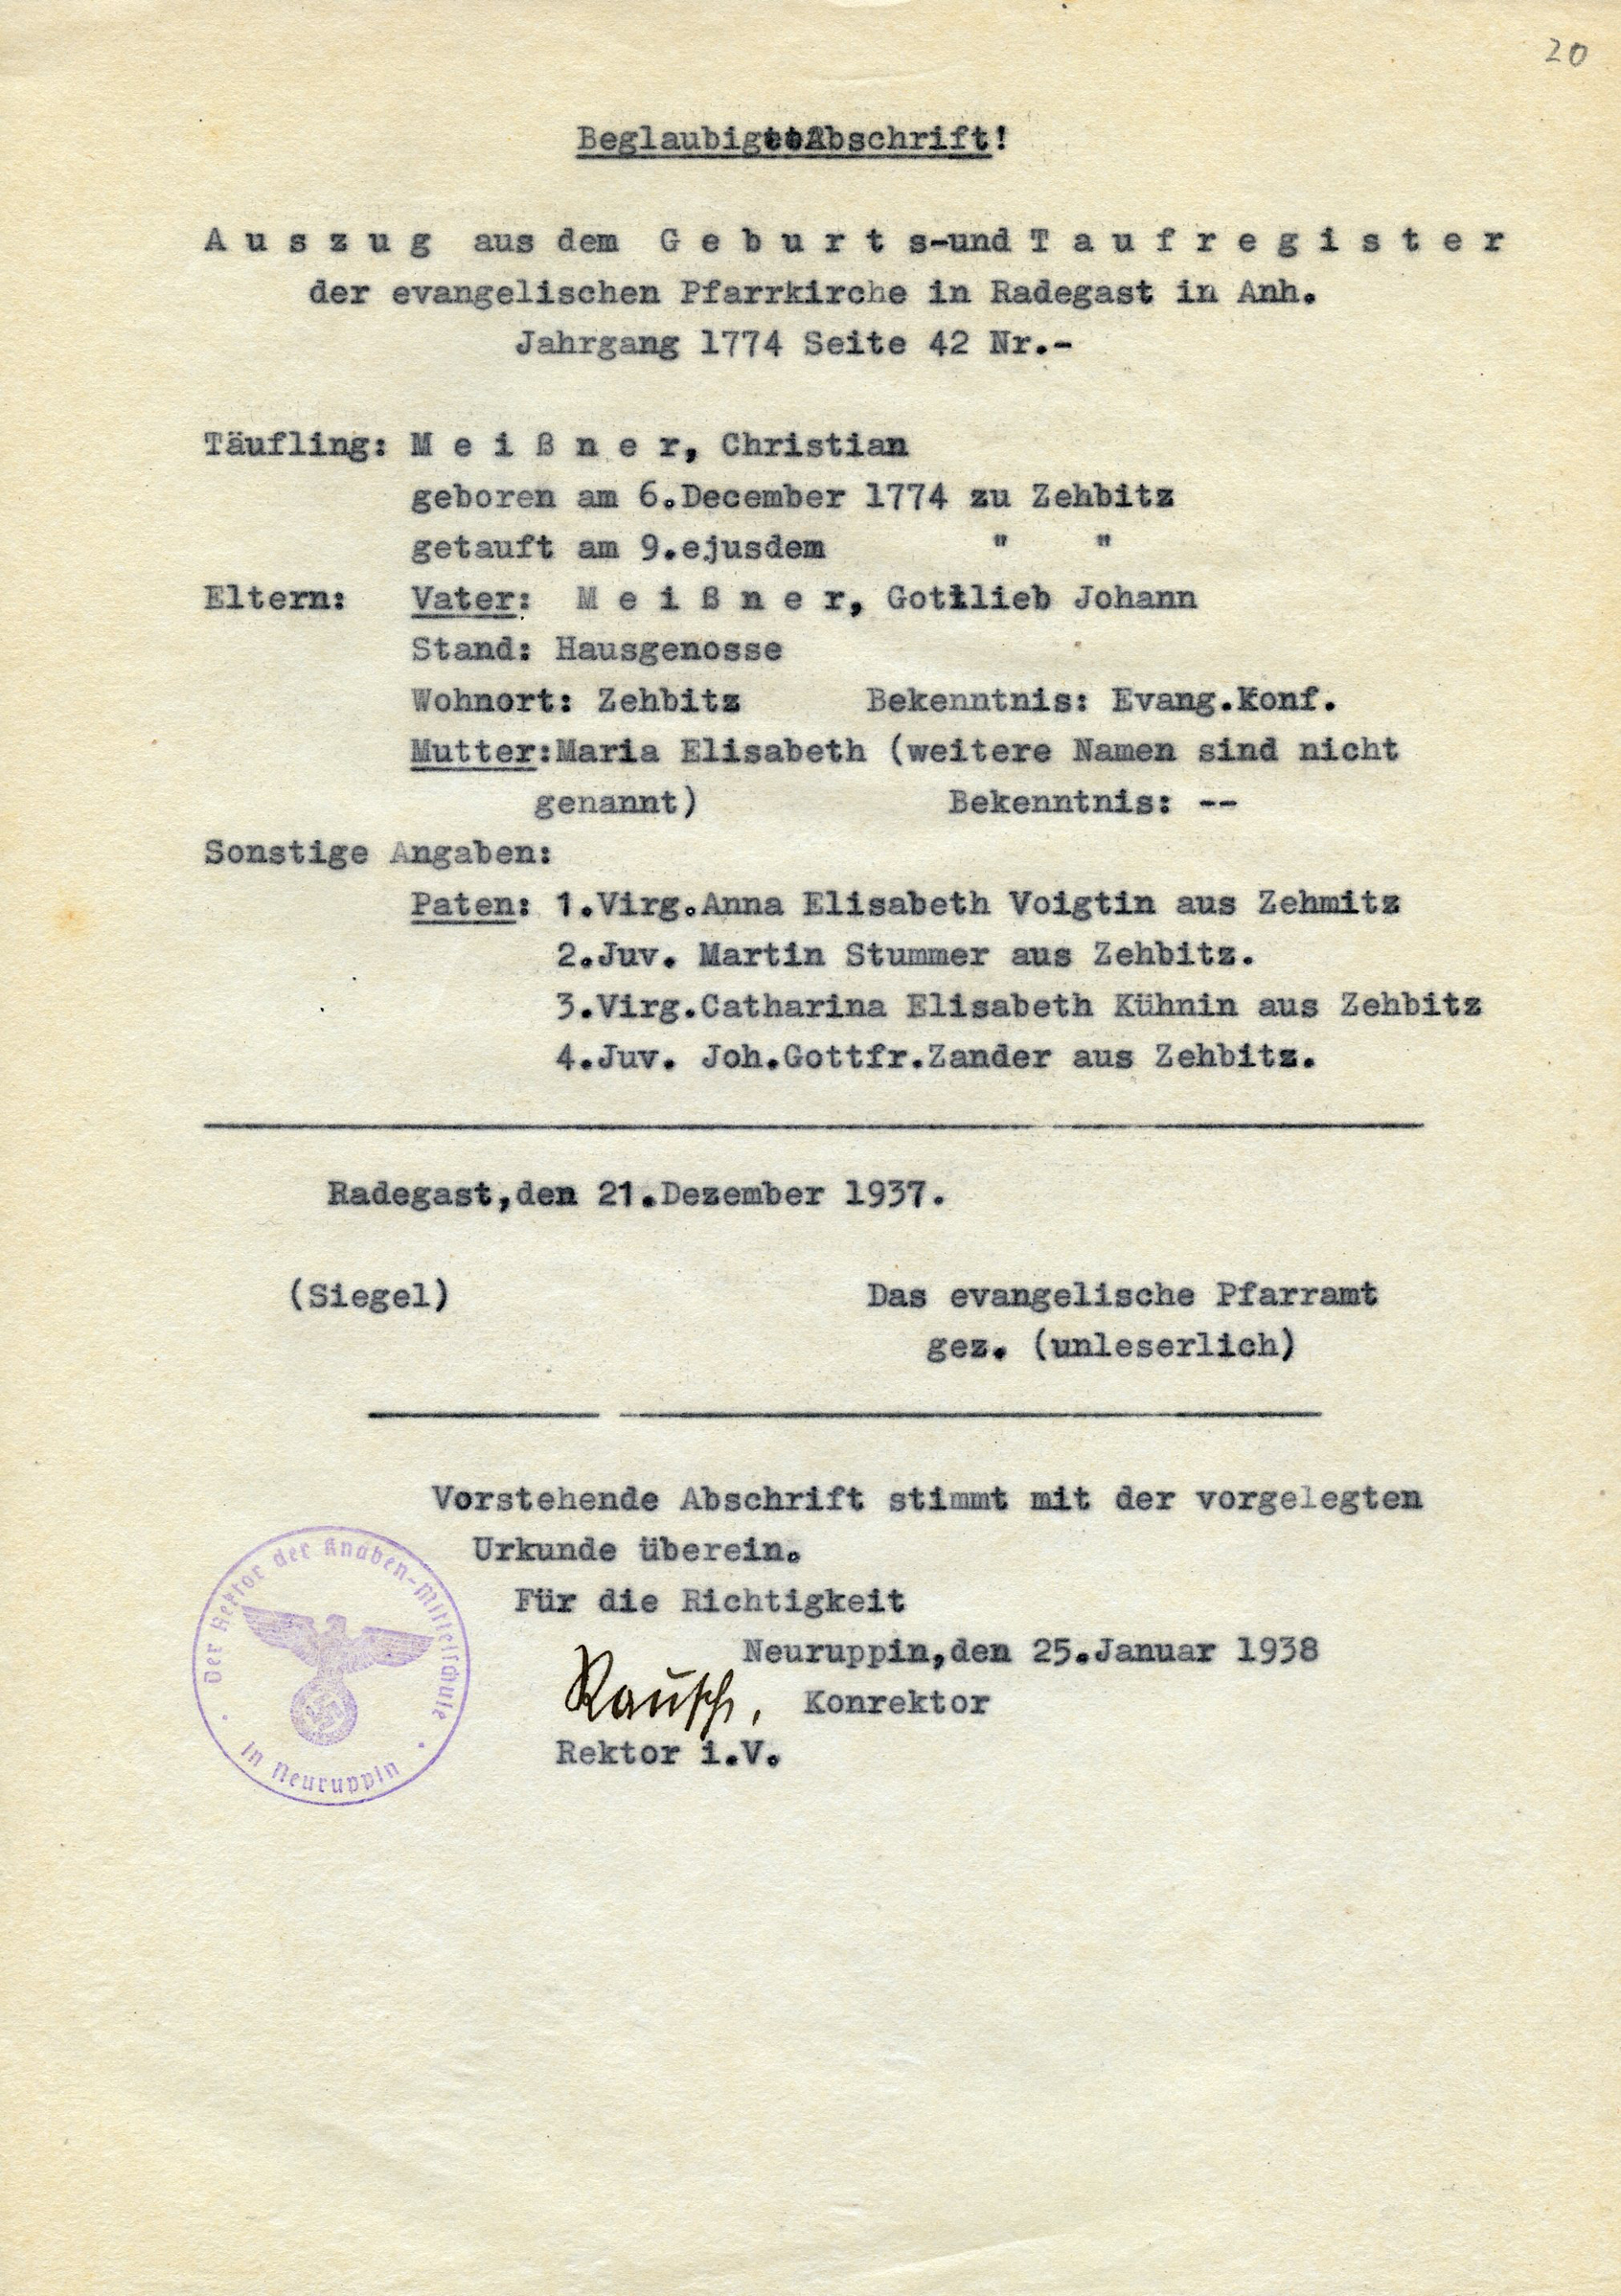 20
Beglaubigte Abschrift!
Auszug aus dem Geburts-und Taufregister
der evangelischen Pfarrkirche in Radegast in Anh.
Jahrgang 1774 Seite 42 Nr.-
Täufling: Meißner, Christian
geboren am 6.December 1774 zu Zehbitz
getauft am 9.ejusdem " "
Eltern: Vater: Meißner, Gottlieb Johann
Stand: Hausgenosse
Wohnort: Zehbitz Bekenntnis: Evang.Konf.
Mutter:Maria Elisabeth (weitere Namen sind nicht
genannt) Bekenntnis: --
Sonstige Angaben:
Paten: 1.Virg.Anna Elisabeth Voigtin aus Zehmitz
2.Juv. Martin Stummer aus Zehbitz.
3.Virg.Catharina Elisabeth Kühnin aus Zehbitz
4.Juv. Joh.Gottfr.Zander aus Zehbitz.
Radegast,den 21.Dezember 1937.
(Siegel) Das evangelische Pfarramt
gez. (unleserlich)
Vorstehende Abschrift stimmt mit der vorgelegten
Urkunde überein.
Für die Richtigkeit
Neuruppin,den 25.Januar 1938
Rausch, Konrektor
Rektor i.V.
Der Rektor der Knaben-Mittelschule
in Neuruppin